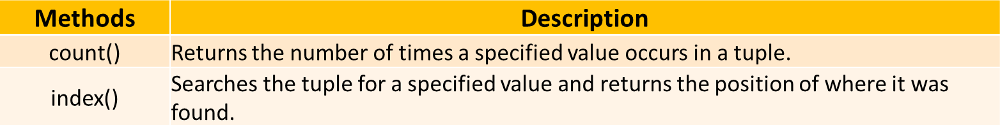 Methods Description
count() Returns the number of times a specified value occurs in a tuple.
index() Searches the tuple for a specified value and returns the position of where it was
found.